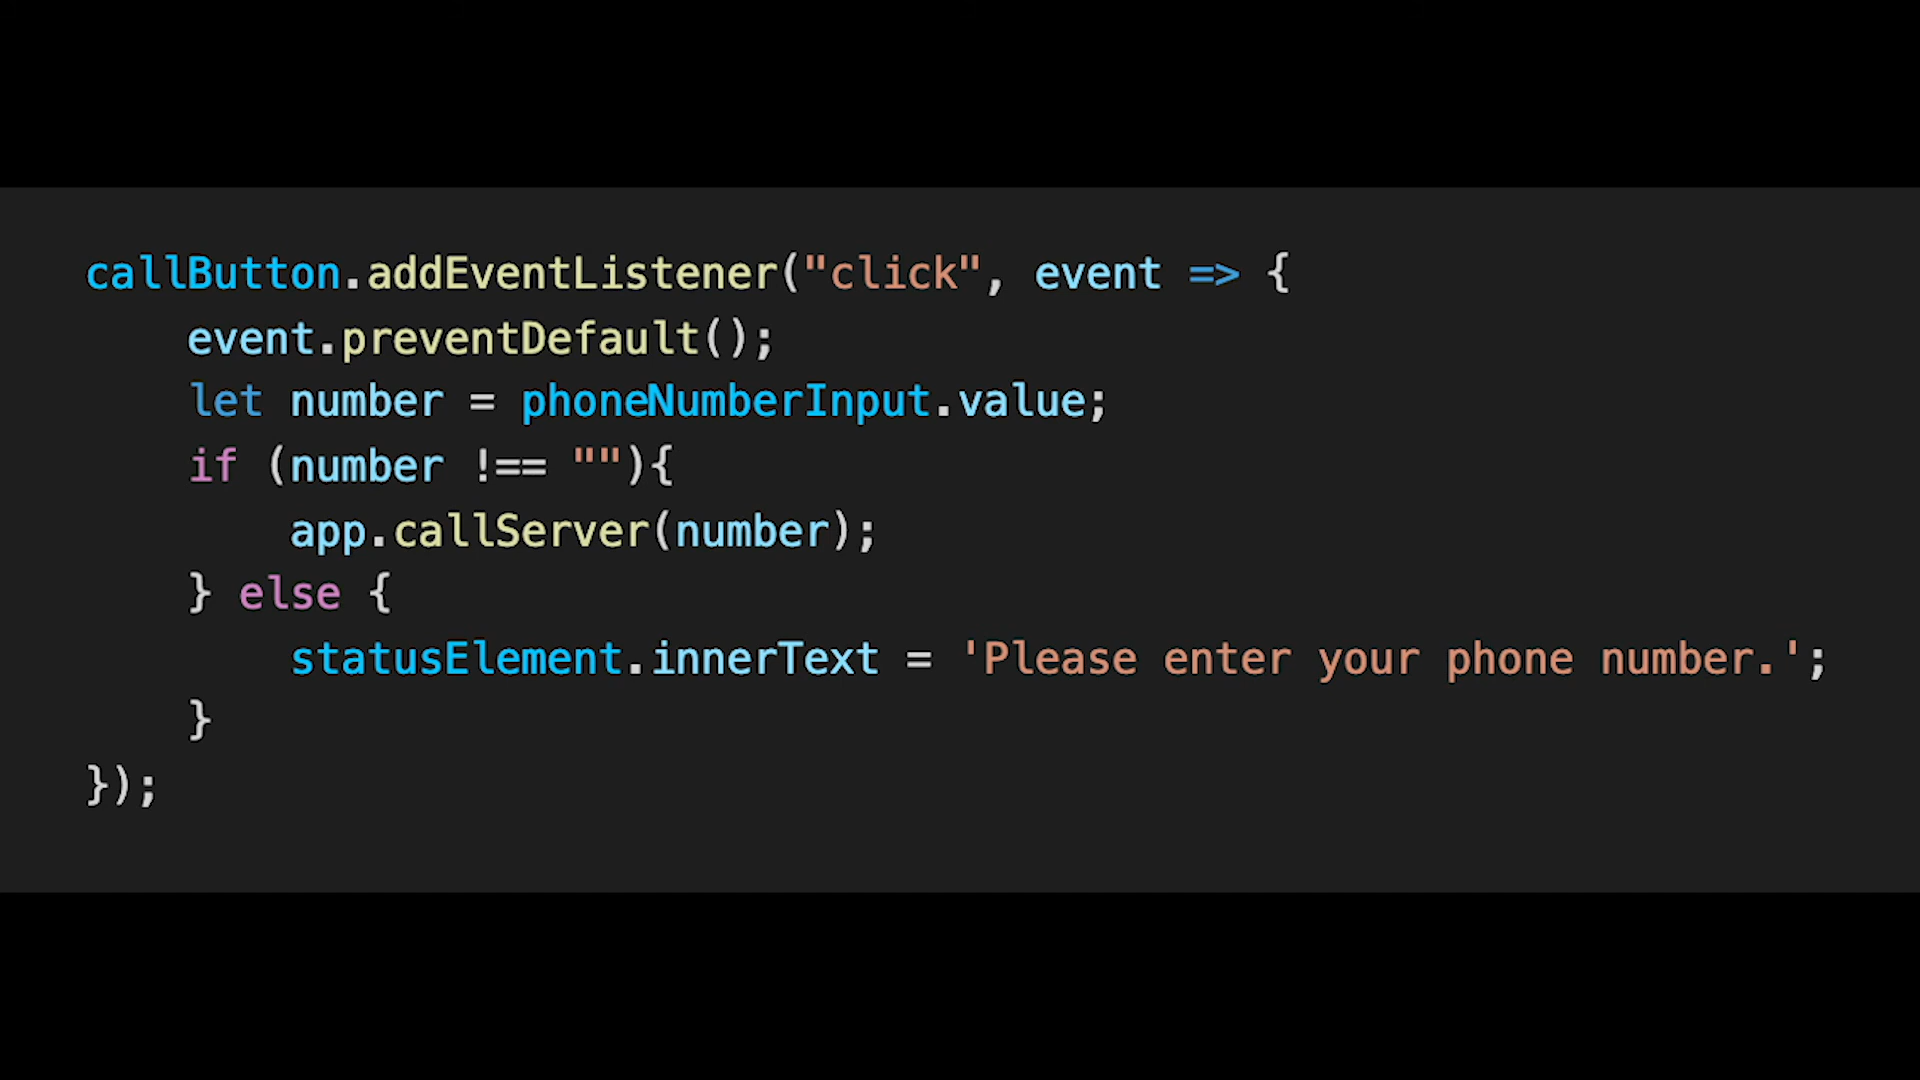 callButton.addEventListener("click", event => {
    event.preventDefault();
    let number = phoneNumberInput.value;
    if (number !== ""){
        app.callServer(number);
    } else {
        statusElement.innerText = 'Please enter your phone number.';
    }
});